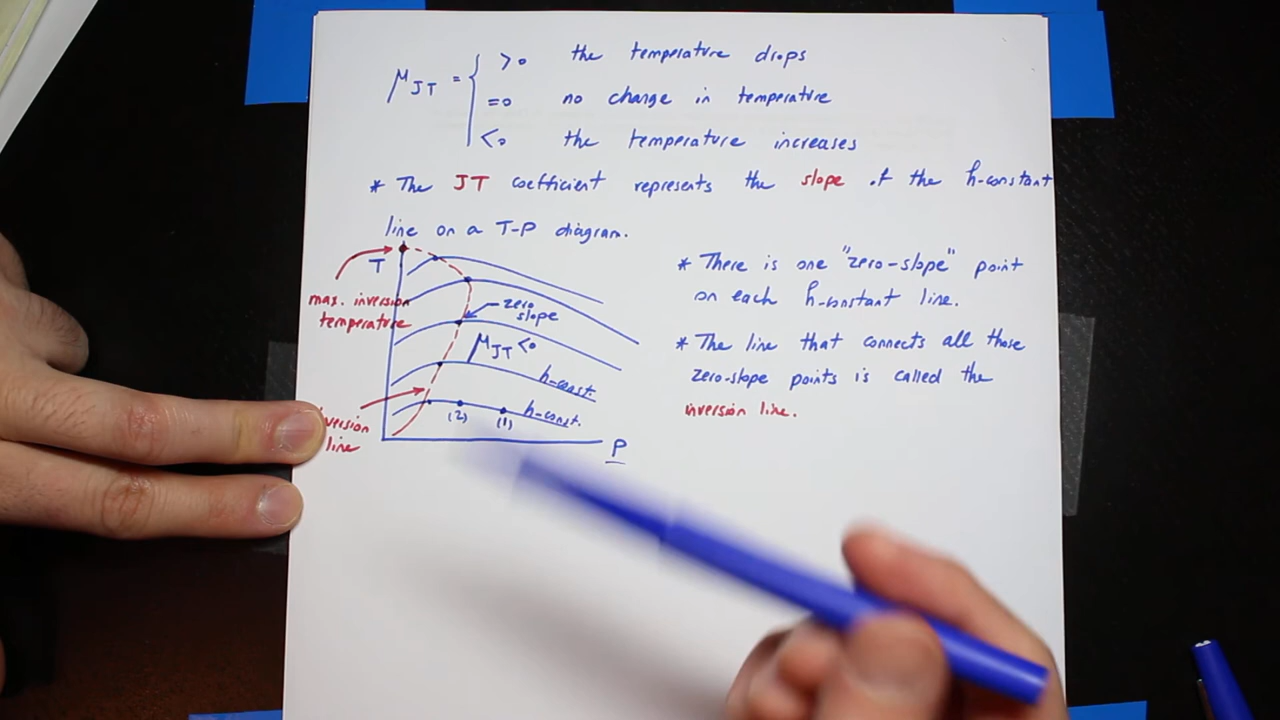 μJT = { >0 the temperature drops
=0 no change in temperature
<0 the temperature increases
* The JT coefficient represents the slope of the h-constant
line on a T-P diagram.
T
max. inversion
temperature
zero
slope
μJT <0
h-const.
h-const.
(2) (1)
inversion
line
P
* There is one "zero-slope" point
on each h-constant line.
* The line that connects all those
zero-slope points is called the
inversion line.